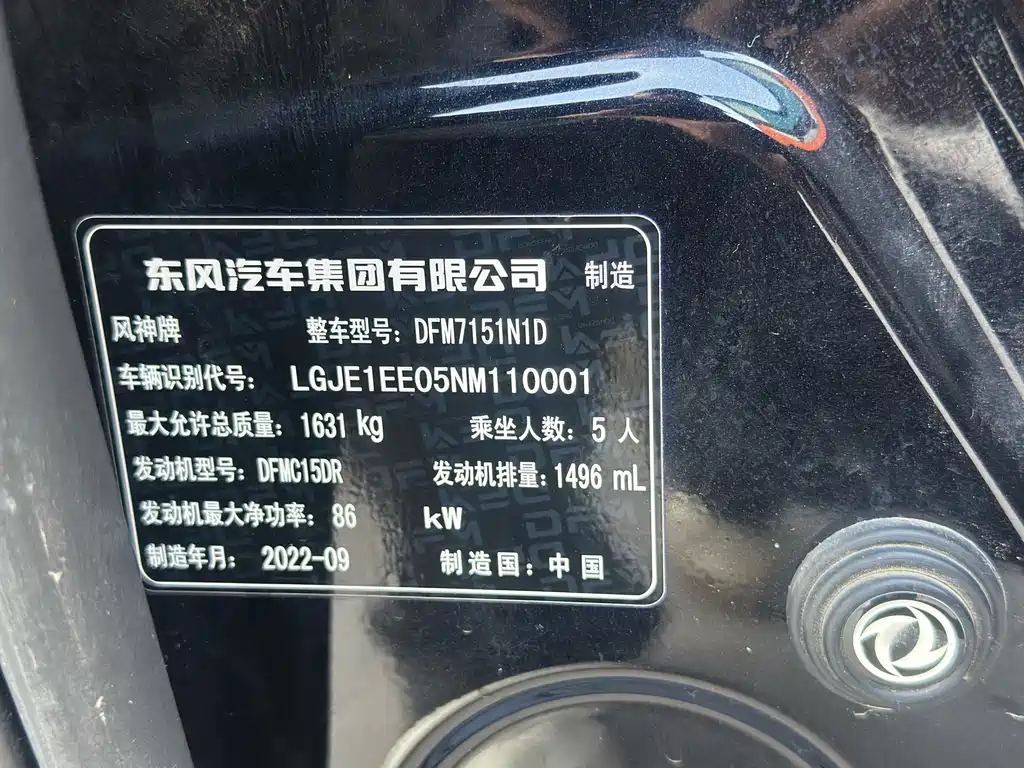 东风汽车集团有限公司 制造
风神牌 整车型号：DFM7151N1D
车辆识别代号： LGJE1EE05NM110001
最大允许总质量：1631 kg 乘坐人数：5 人
发动机型号：DFMC15DR 发动机排量：1496 mL
发动机最大净功率：86 kW
制造年月：2022-09 制造国：中国